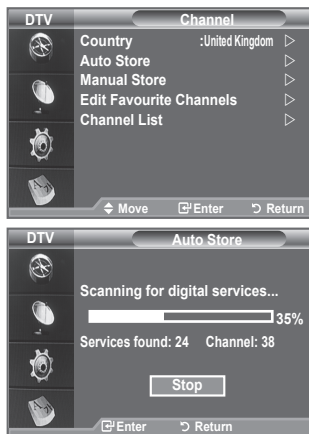 DTV Channel
Country :United Kingdom
Auto Store
Manual Store
Edit Favourite Channels
Channel List
Move Enter Return
DTV Auto Store
Scanning for digital services...
35%
Services found: 24 Channel: 38
Stop
Enter Return